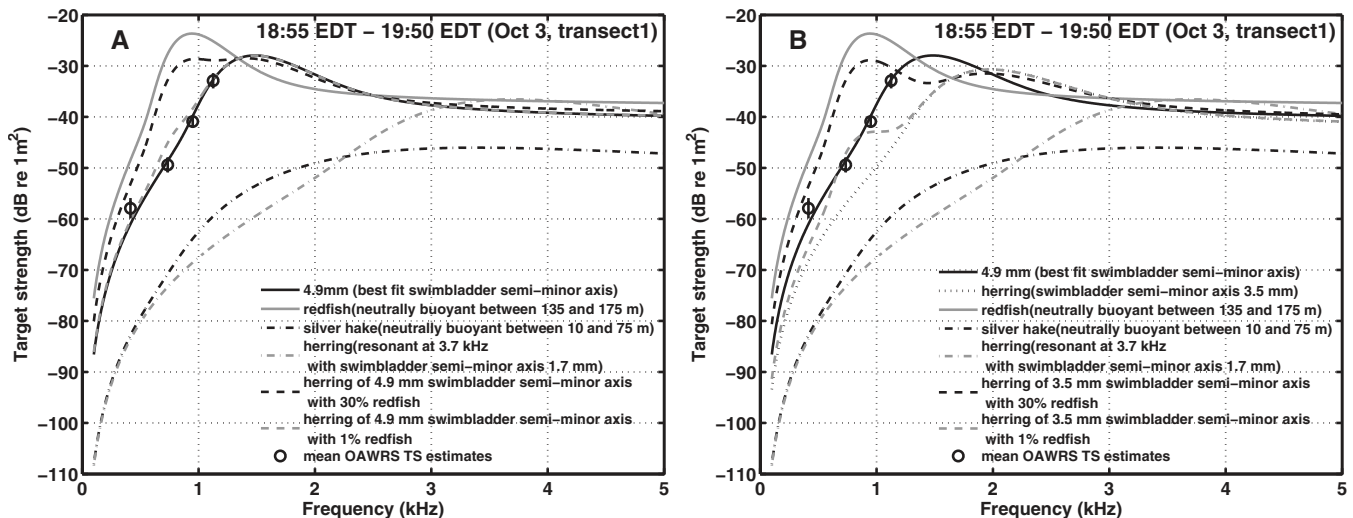 A
18:55 EDT − 19:50 EDT (Oct 3, transect1)
Target strength (dB re 1m²)
−20
−30
−40
−50
−60
−70
−80
−90
−100
−110
4.9mm (best fit swimbladder semi−minor axis)
redfish(neutrally buoyant between 135 and 175 m)
silver hake(neutrally buoyant between 10 and 75 m)
herring(resonant at 3.7 kHz
with swimbladder semi−minor axis 1.7 mm)
herring of 4.9 mm swimbladder semi−minor axis
with 30% redfish
herring of 4.9 mm swimbladder semi−minor axis
with 1% redfish
mean OAWRS TS estimates
0 1 2 3 4 5
Frequency (kHz)
B
18:55 EDT − 19:50 EDT (Oct 3, transect1)
Target strength (dB re 1m²)
−20
−30
−40
−50
−60
−70
−80
−90
−100
−110
4.9 mm (best fit swimbladder semi−minor axis)
herring(swimbladder semi−minor axis 3.5 mm)
redfish(neutrally buoyant between 135 and 175 m)
silver hake(neutrally buoyant between 10 and 75 m)
herring(resonant at 3.7 kHz
with swimbladder semi−minor axis 1.7 mm)
herring of 3.5 mm swimbladder semi−minor axis
with 30% redfish
herring of 3.5 mm swimbladder semi−minor axis
with 1% redfish
mean OAWRS TS estimates
0 1 2 3 4 5
Frequency (kHz)